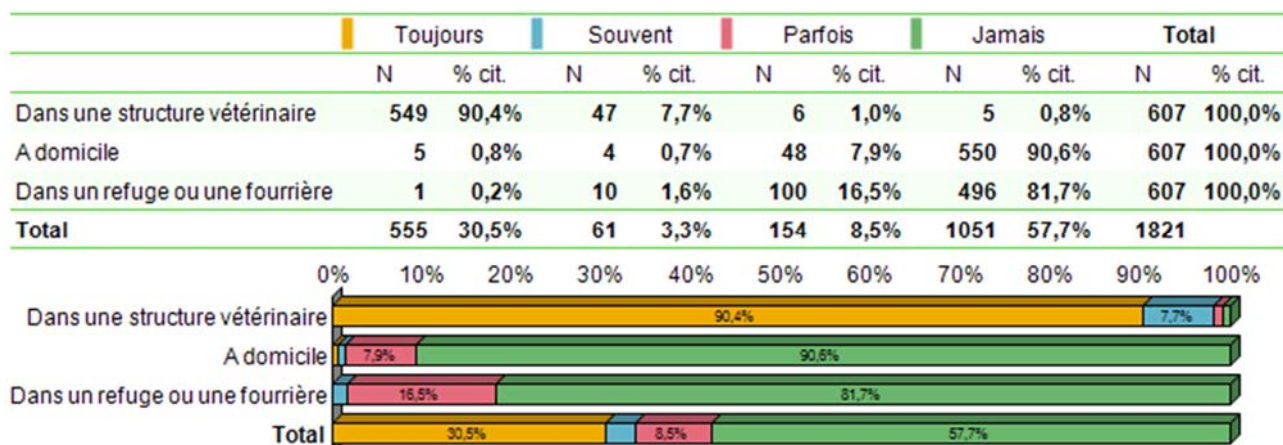 Toujours Souvent Parfois Jamais Total
N % cit. N % cit. N % cit. N % cit. N % cit.
Dans une structure vétérinaire 549 90,4% 47 7,7% 6 1,0% 5 0,8% 607 100,0%
A domicile 5 0,8% 4 0,7% 48 7,9% 550 90,6% 607 100,0%
Dans un refuge ou une fourrière 1 0,2% 10 1,6% 100 16,5% 496 81,7% 607 100,0%
Total 555 30,5% 61 3,3% 154 8,5% 1051 57,7% 1821
0% 10% 20% 30% 40% 50% 60% 70% 80% 90% 100%
Dans une structure vétérinaire 90,4% 7,7%
A domicile 7,9% 90,6%
Dans un refuge ou une fourrière 16,5% 81,7%
Total 30,5% 8,5% 57,7%